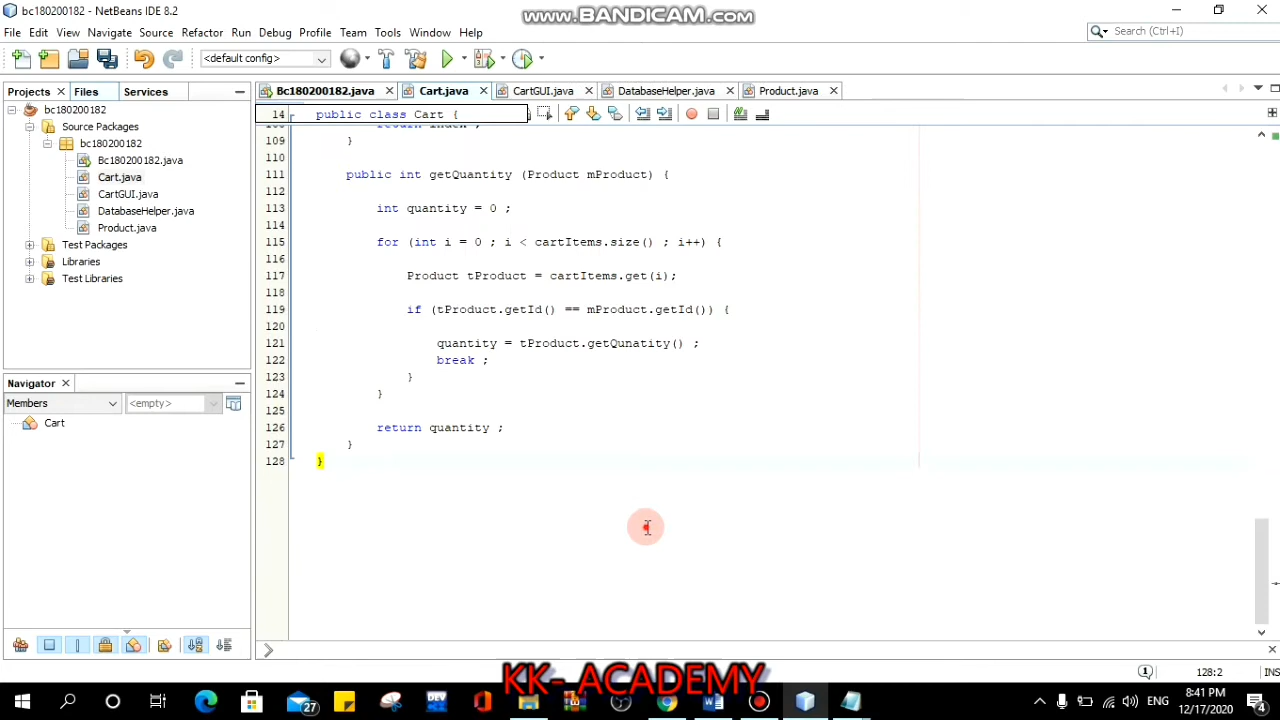 bc180200182 - NetBeans IDE 8.2
www.BANDICAM.com
File Edit View Navigate Source Refactor Run Debug Profile Team Tools Window Help
Search (Ctrl+I)
<default config>
Projects Files Services
Bc180200182.java Cart.java CartGUI.java DatabaseHelper.java Product.java
bc180200182
Source Packages
bc180200182
Bc180200182.java
Cart.java
CartGUI.java
DatabaseHelper.java
Product.java
Test Packages
Libraries
Test Libraries
Navigator
Members <empty>
Cart
14 public class Cart {
109 }
110
111 public int getQuantity (Product mProduct) {
112
113 int quantity = 0 ;
114
115 for (int i = 0 ; i < cartItems.size() ; i++) {
116
117 Product tProduct = cartItems.get(i);
118
119 if (tProduct.getId() == mProduct.getId()) {
120
121 quantity = tProduct.getQunatity() ;
122 break ;
123 }
124 }
125
126 return quantity ;
127 }
128 }
1 128:2 INS
KK- ACADEMY
27
DEV
ENG
8:41 PM
12/17/2020
4